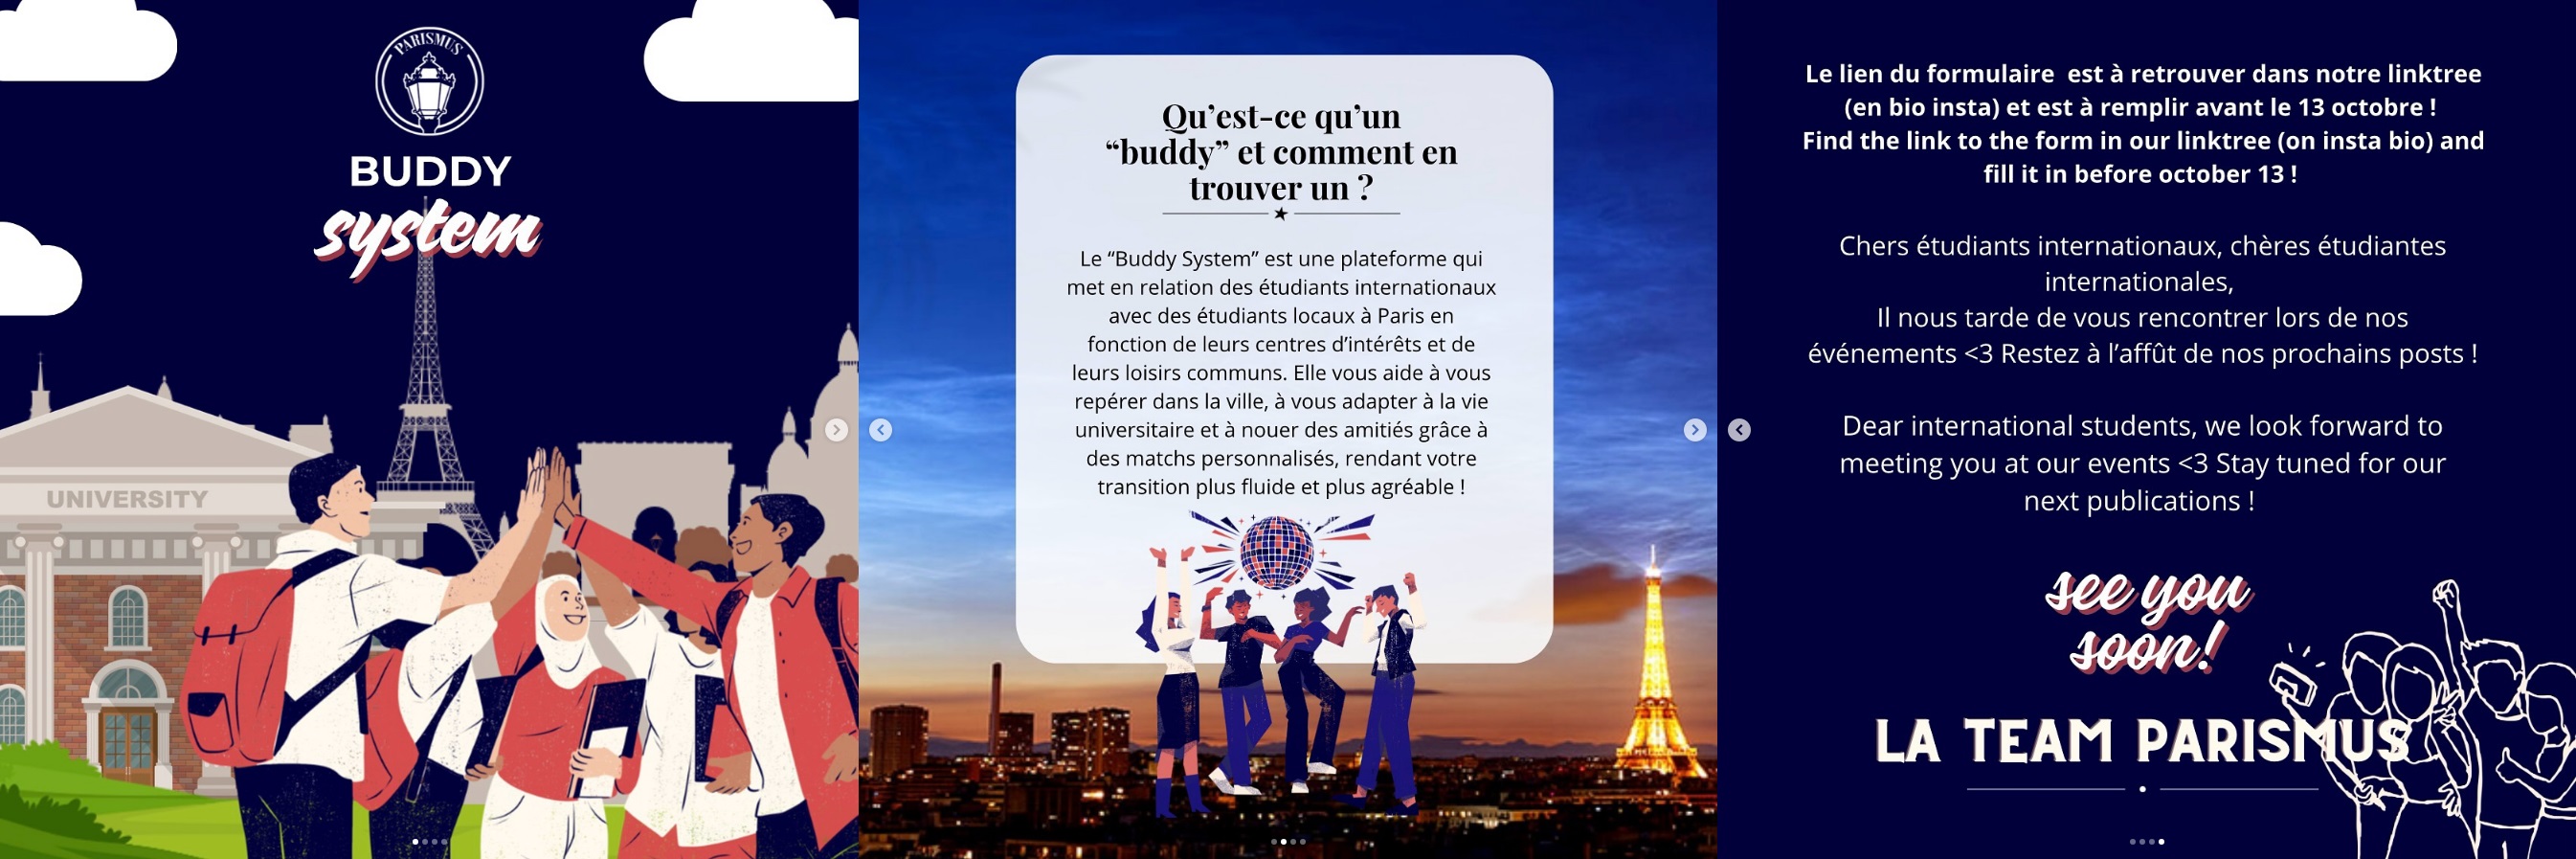 PARISMUS
BUDDY
system
UNIVERSITY
Qu’est-ce qu’un
“buddy” et comment en
trouver un ?
Le “Buddy System” est une plateforme qui
met en relation des étudiants internationaux
avec des étudiants locaux à Paris en
fonction de leurs centres d’intérêts et de
leurs loisirs communs. Elle vous aide à vous
repérer dans la ville, à vous adapter à la vie
universitaire et à nouer des amitiés grâce à
des matchs personnalisés, rendant votre
transition plus fluide et plus agréable !
Le lien du formulaire  est à retrouver dans notre linktree
(en bio insta) et est à remplir avant le 13 octobre !
Find the link to the form in our linktree (on insta bio) and
fill it in before october 13 !
Chers étudiants internationaux, chères étudiantes
internationales,
Il nous tarde de vous rencontrer lors de nos
événements <3 Restez à l’affût de nos prochains posts !
Dear international students, we look forward to
meeting you at our events <3 Stay tuned for our
next publications !
see you
soon!
LA TEAM PARISMUS